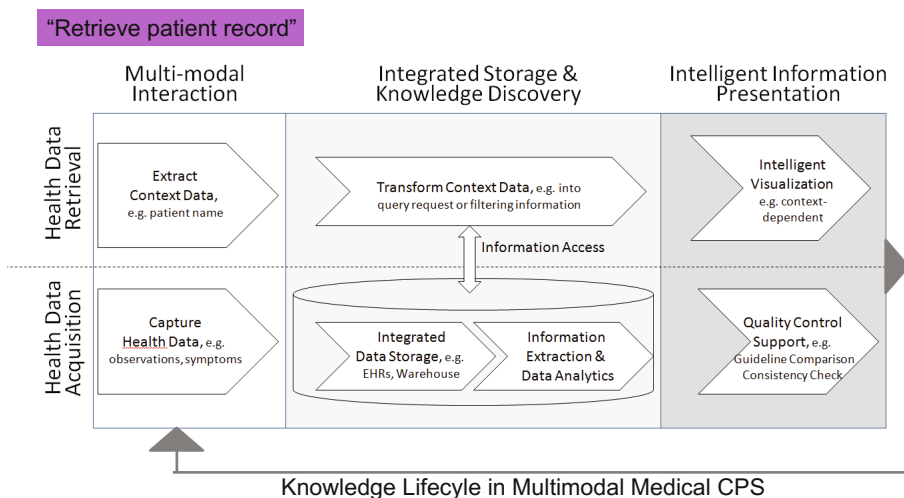 “Retrieve patient record”
Multi-modal
Interaction
Integrated Storage &
Knowledge Discovery
Intelligent Information
Presentation
Health Data
Retrieval
Extract
Context Data,
e.g. patient name
Transform Context Data, e.g. into
query request or filtering information
Intelligent
Visualization
e.g. context-
dependent
Information Access
Health Data
Acquisition
Capture
Health Data, e.g.
observations, symptoms
Integrated
Data Storage, e.g.
EHRs, Warehouse
Information
Extraction &
Data Analytics
Quality Control
Support, e.g.
Guideline Comparison
Consistency Check
Knowledge Lifecyle in Multimodal Medical CPS